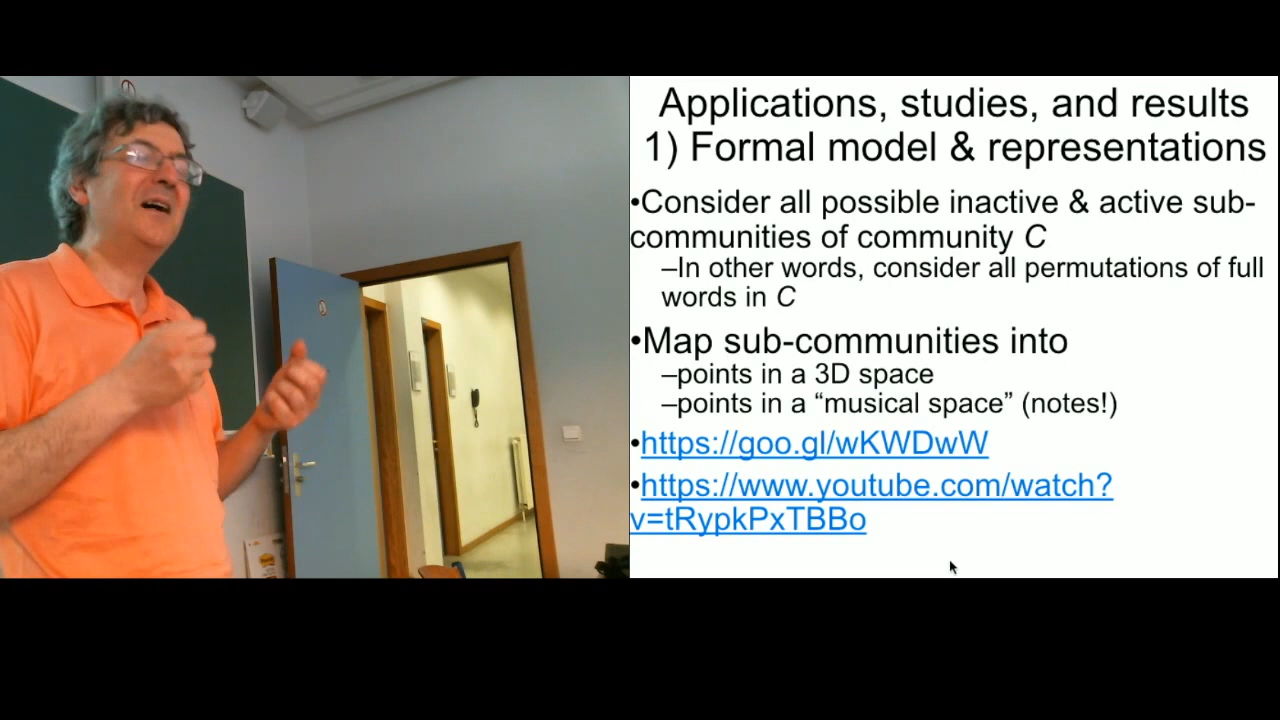 Applications, studies, and results
1) Formal model & representations
•Consider all possible inactive & active sub-
communities of community C
–In other words, consider all permutations of full
words in C
•Map sub-communities into
–points in a 3D space
–points in a “musical space” (notes!)
•https://goo.gl/wKWDwW
•https://www.youtube.com/watch?
v=tRypkPxTBBo